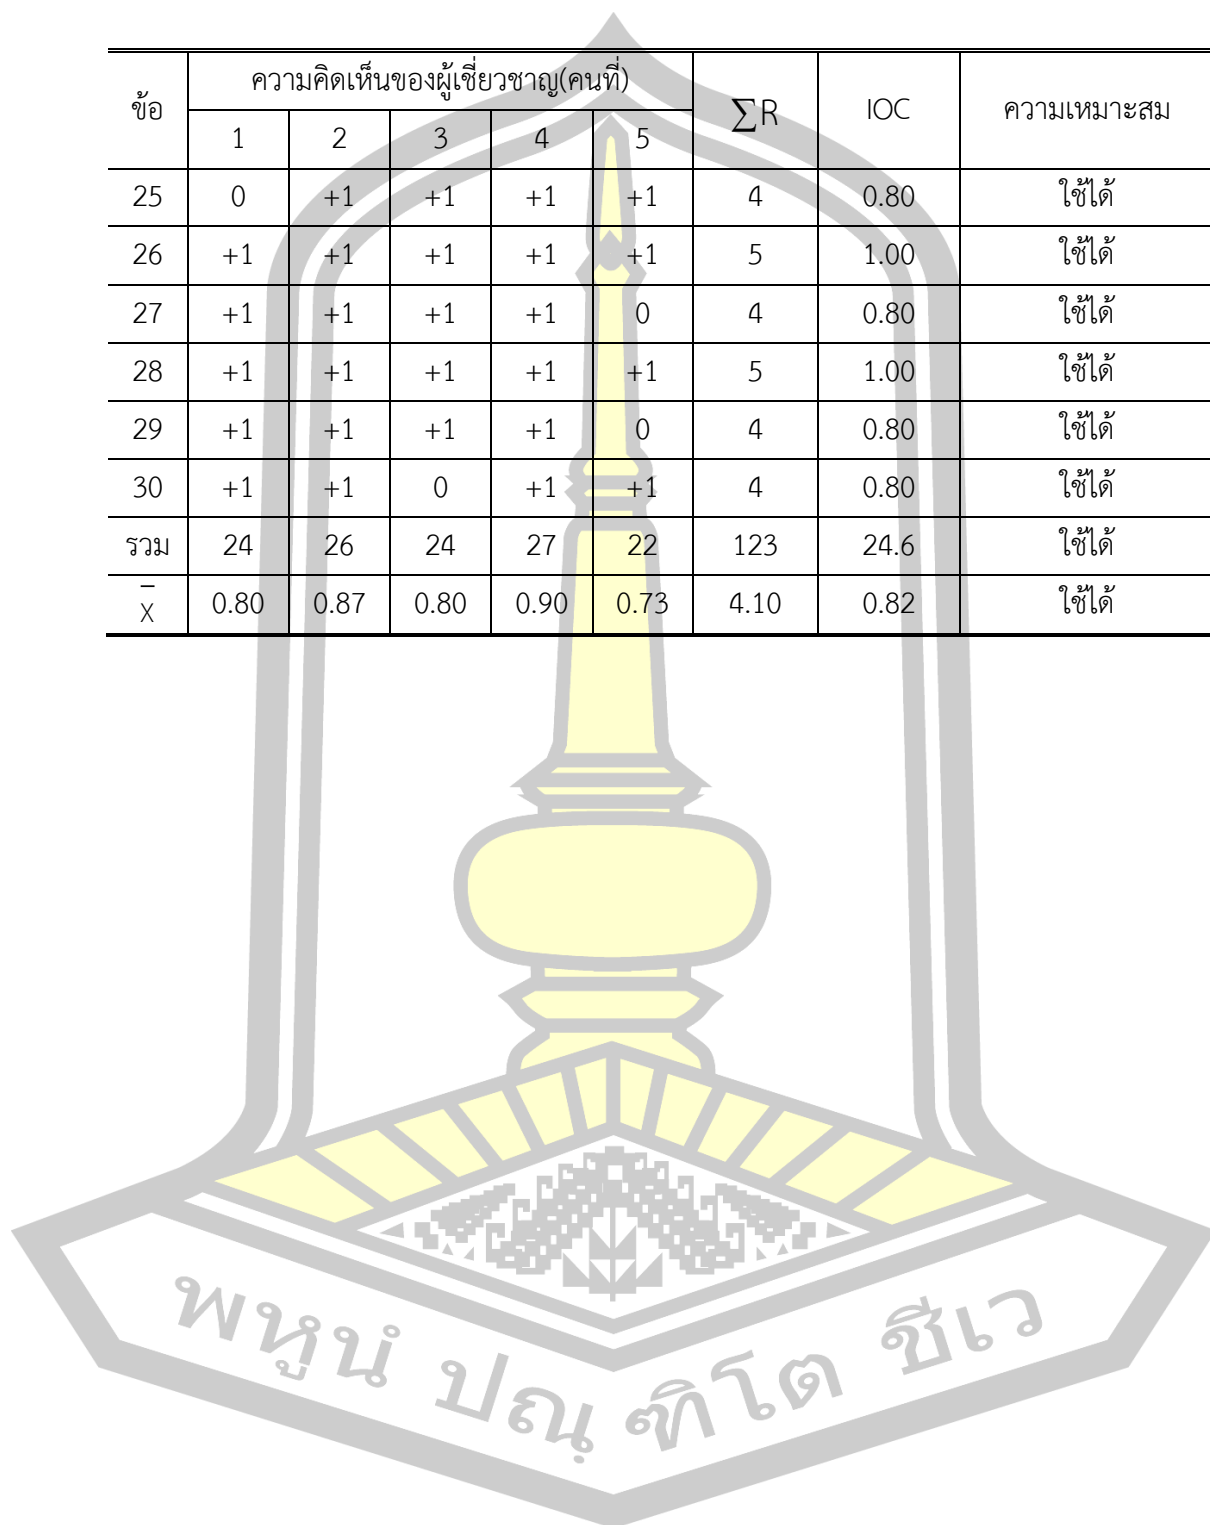 ข้อ ความคิดเห็นของผู้เชี่ยวชาญ(คนที่) ∑R IOC ความเหมาะสม
1 2 3 4 5
25 0 +1 +1 +1 +1 4 0.80 ใช้ได้
26 +1 +1 +1 +1 +1 5 1.00 ใช้ได้
27 +1 +1 +1 +1 0 4 0.80 ใช้ได้
28 +1 +1 +1 +1 +1 5 1.00 ใช้ได้
29 +1 +1 +1 +1 0 4 0.80 ใช้ได้
30 +1 +1 0 +1 +1 4 0.80 ใช้ได้
รวม 24 26 24 27 22 123 24.6 ใช้ได้
x̄ 0.80 0.87 0.80 0.90 0.73 4.10 0.82 ใช้ได้
พหูนํ ปณฺฑิโต ชีเว